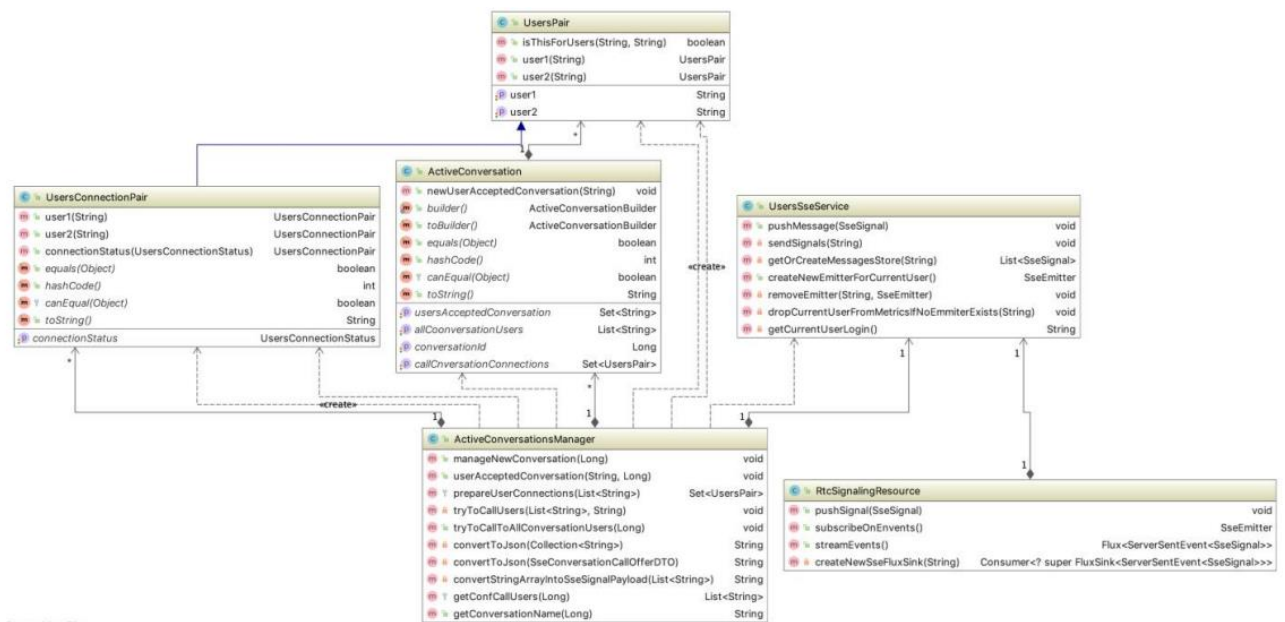 UsersPair
isThisForUsers(String, String) boolean
user1(String) UsersPair
user2(String) UsersPair
user1 String
user2 String
*
1
ActiveConversation
newUserAcceptedConversation(String) void
builder() ActiveConversationBuilder
toBuilder() ActiveConversationBuilder
equals(Object) boolean
hashCode() int
canEqual(Object) boolean
toString() String
usersAcceptedConversation Set<String>
allCoonversationUsers List<String>
conversationId Long
callCnversationConnections Set<UsersPair>
UsersConnectionPair
user1(String) UsersConnectionPair
user2(String) UsersConnectionPair
connectionStatus(UsersConnectionStatus) UsersConnectionPair
equals(Object) boolean
hashCode() int
canEqual(Object) boolean
toString() String
connectionStatus UsersConnectionStatus
UsersSseService
pushMessage(SseSignal) void
sendSignals(String) void
getOrCreateMessagesStore(String) List<SseSignal>
createNewEmitterForCurrentUser() SseEmitter
removeEmitter(String, SseEmitter) void
dropCurrentUserFromMetricsIfNoEmmiterExists(String) void
getCurrentUserLogin() String
«create»
*
*
1
1
«create»
1
1
1
1
ActiveConversationsManager
manageNewConversation(Long) void
userAcceptedConversation(String, Long) void
prepareUserConnections(List<String>) Set<UsersPair>
tryToCallUsers(List<String>, String) void
tryToCallToAllConversationUsers(Long) void
convertToJson(Collection<String>) String
convertToJson(SseConversationCallOfferDTO) String
convertStringArrayIntoSseSignalPayload(List<String>) String
getConfCallUsers(Long) List<String>
getConversationName(Long) String
RtcSignalingResource
pushSignal(SseSignal) void
subscribeOnEnvents() SseEmitter
streamEvents() Flux<ServerSentEvent<SseSignal>>
createNewSseFluxSink(String) Consumer<? super FluxSink<ServerSentEvent<SseSignal>>>